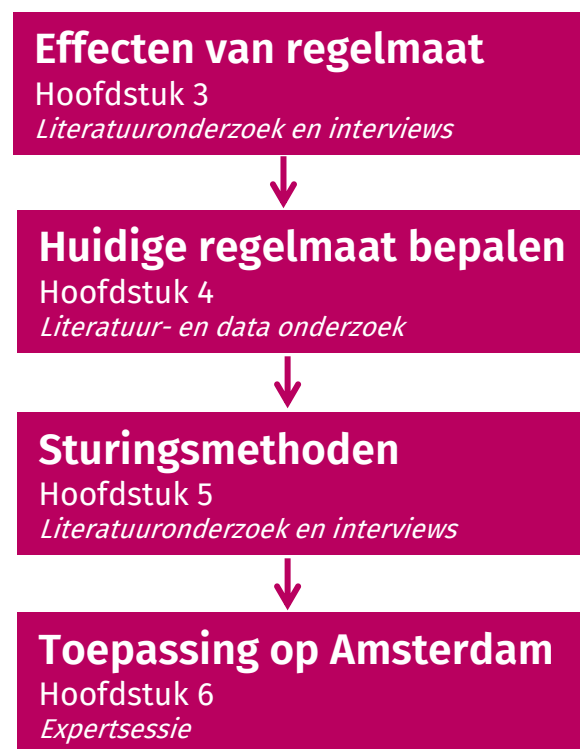 Effecten van regelmaat
Hoofdstuk 3
Literatuuronderzoek en interviews
Huidige regelmaat bepalen
Hoofdstuk 4
Literatuur- en data onderzoek
Sturingsmethoden
Hoofdstuk 5
Literatuuronderzoek en interviews
Toepassing op Amsterdam
Hoofdstuk 6
Expertsessie